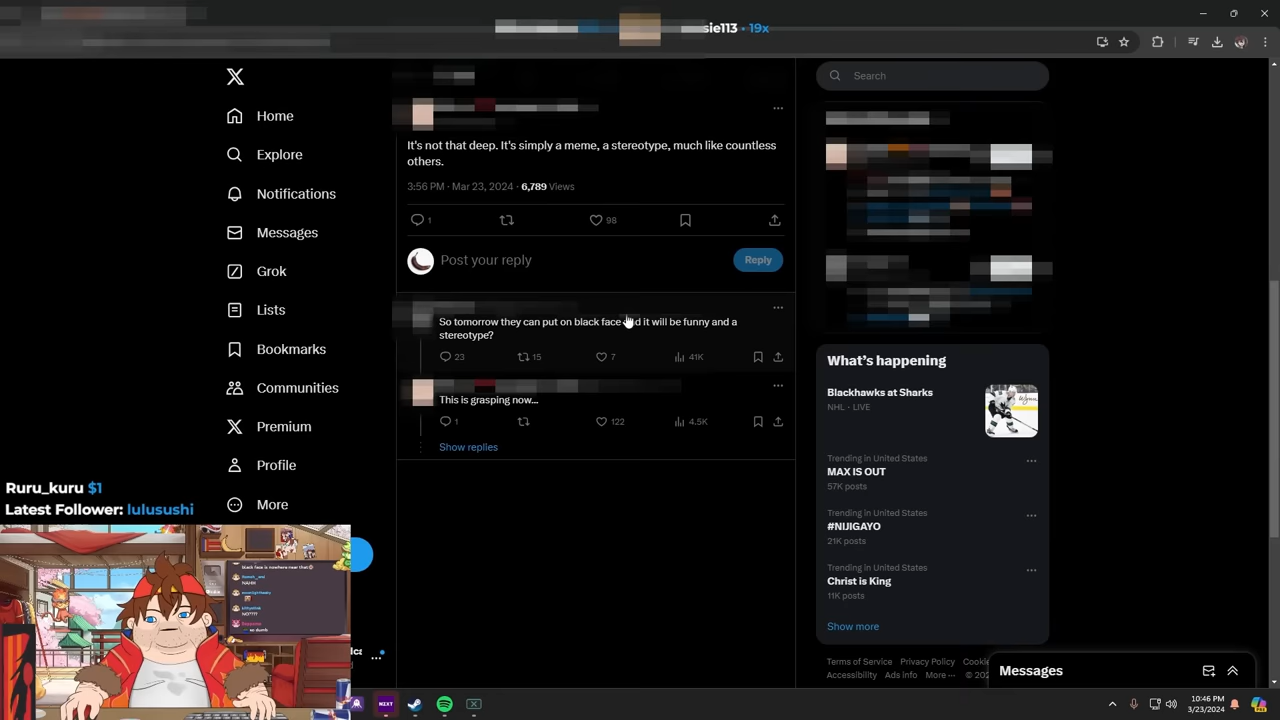 sie113 • 19x
Search
Home
Explore
Notifications
Messages
Grok
Lists
Bookmarks
Communities
Premium
Profile
More
It's not that deep. It's simply a meme, a stereotype, much like countless
others.
3:56 PM · Mar 23, 2024 · 6,789 Views
1
98
Post your reply
Reply
So tomorrow they can put on black face it will be funny and a
stereotype?
23
15
7
41K
This is grasping now...
1
122
4.5K
Show replies
What's happening
Blackhawks at Sharks
NHL · LIVE
Trending in United States
MAX IS OUT
57K posts
Trending in United States
#NIJIGAYO
21K posts
Trending in United States
Christ is King
11K posts
Show more
Terms of Service Privacy Policy
Accessibility Ads info More
Messages
Ruru_kuru $1
Latest Follower: lulusushi
NO????
so dumb
10:46 PM
3/23/2024